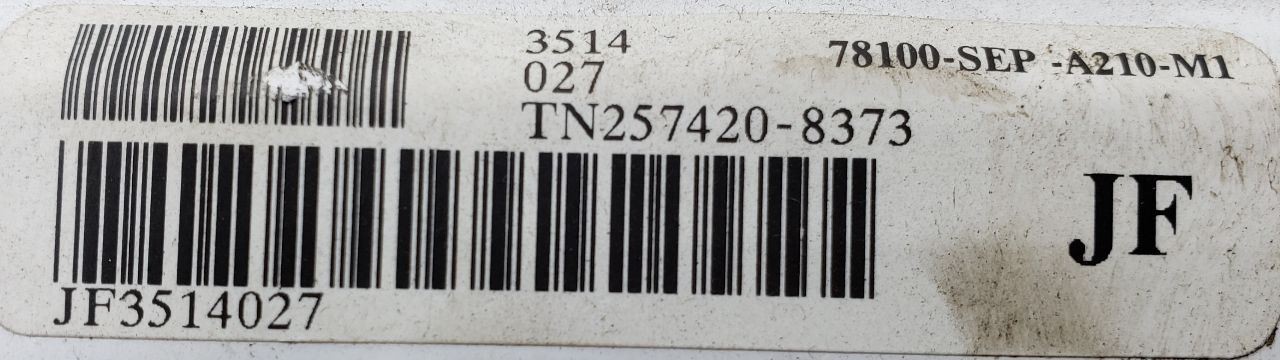 3514
027
TN257420-8373
78100-SEP -A210-M1
JF
JF3514027